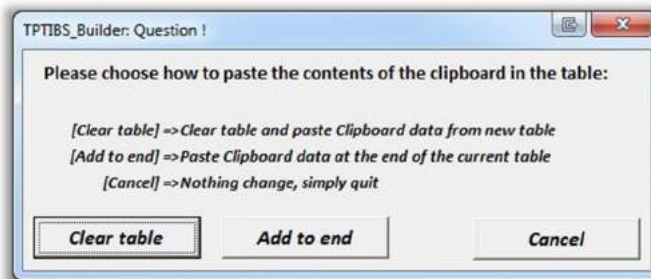 TPTIBS_Builder: Question !
Please choose how to paste the contents of the clipboard in the table:
[Clear table] =>Clear table and paste Clipboard data from new table
[Add to end] =>Paste Clipboard data at the end of the current table
[Cancel] =>Nothing change, simply quit
Clear table
Add to end
Cancel